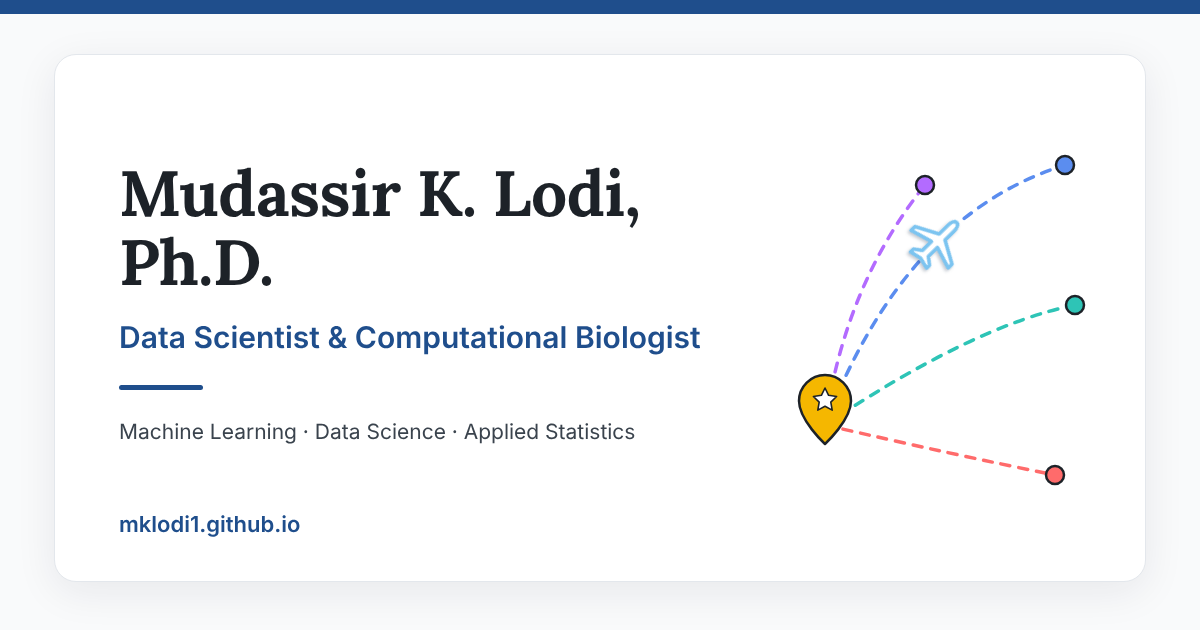 Mudassir K. Lodi,
Ph.D.
Data Scientist & Computational Biologist
Machine Learning · Data Science · Applied Statistics
mklodi1.github.io